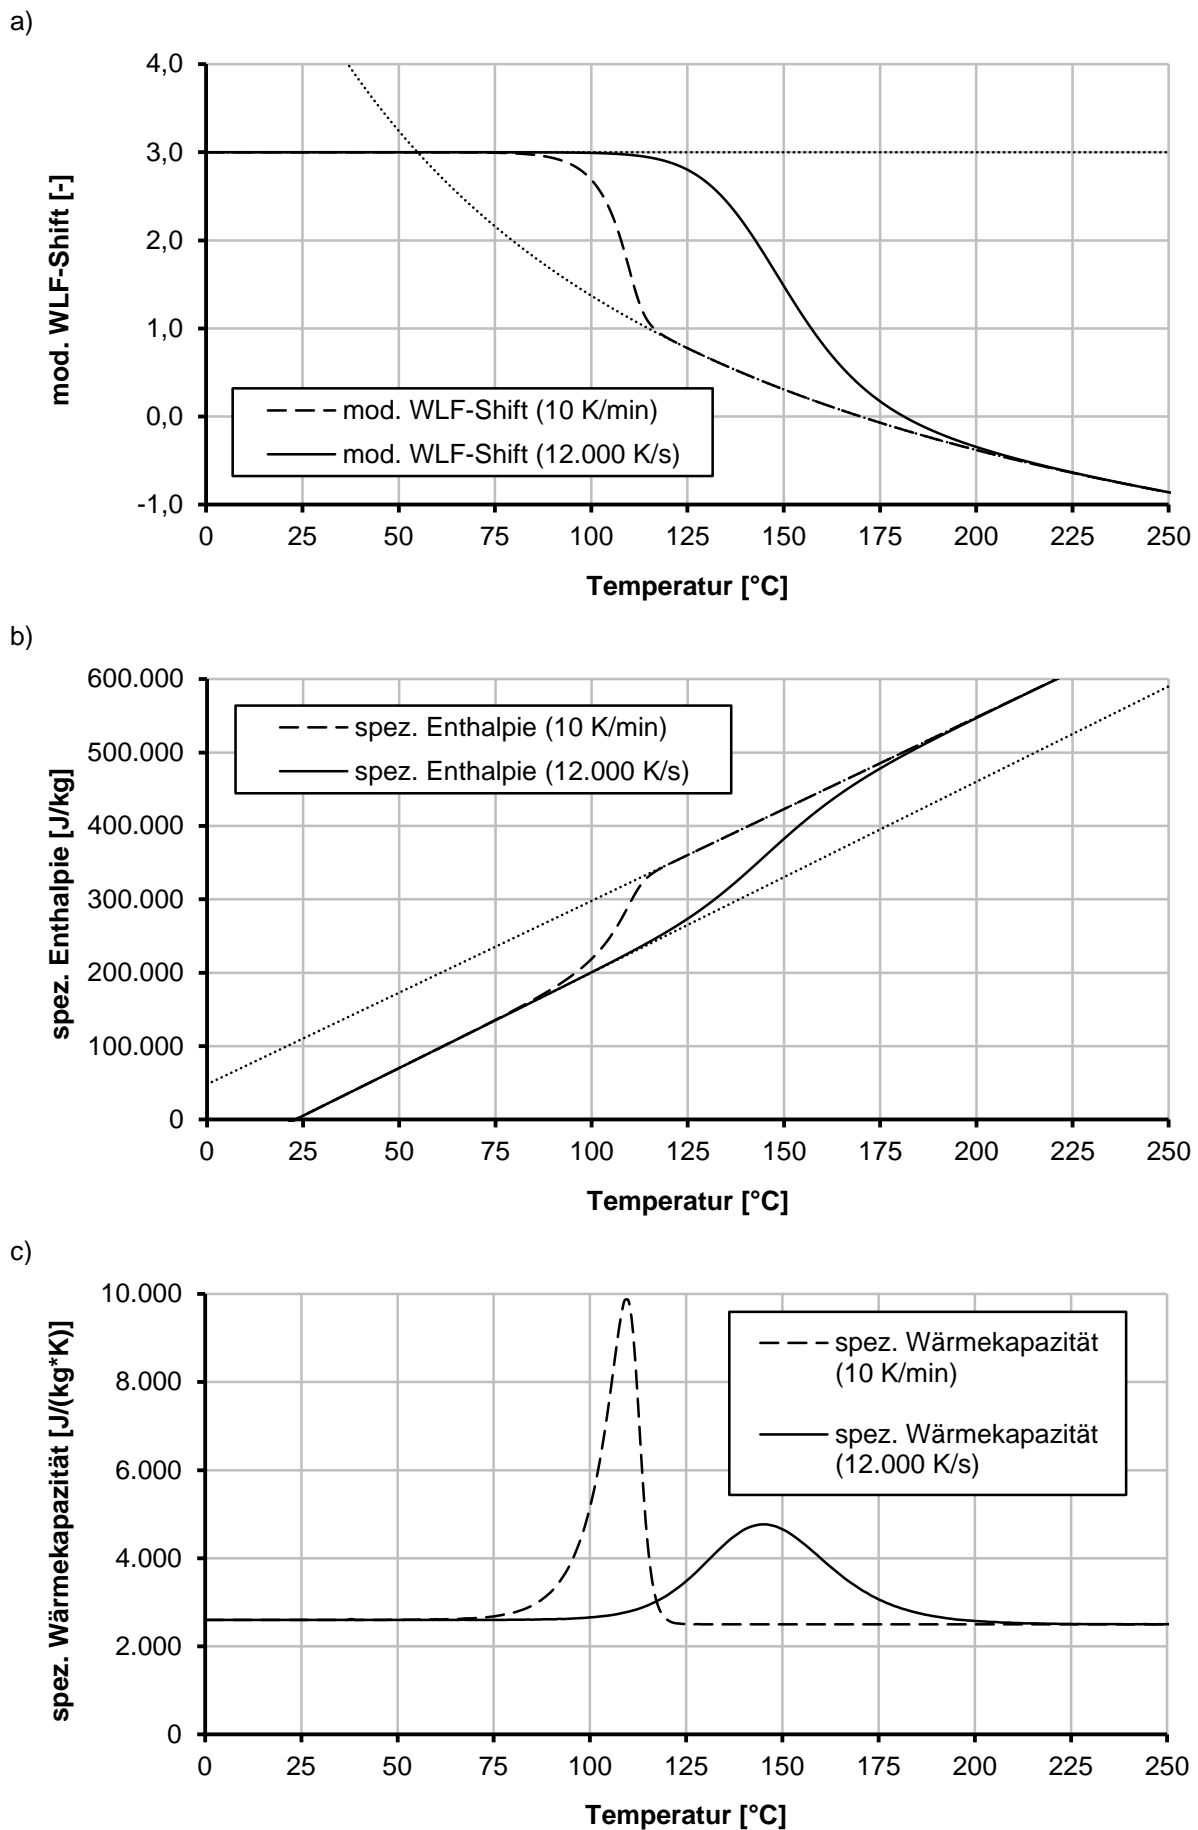 a)
mod. WLF-Shift [-]
4,0
3,0
2,0
1,0
0,0
-1,0
mod. WLF-Shift (10 K/min)
mod. WLF-Shift (12.000 K/s)
0 25 50 75 100 125 150 175 200 225 250
Temperatur [°C]
b)
spez. Enthalpie [J/kg]
600.000
500.000
400.000
300.000
200.000
100.000
0
spez. Enthalpie (10 K/min)
spez. Enthalpie (12.000 K/s)
0 25 50 75 100 125 150 175 200 225 250
Temperatur [°C]
c)
spez. Wärmekapazität [J/(kg*K)]
10.000
8.000
6.000
4.000
2.000
0
spez. Wärmekapazität
(10 K/min)
spez. Wärmekapazität
(12.000 K/s)
0 25 50 75 100 125 150 175 200 225 250
Temperatur [°C]